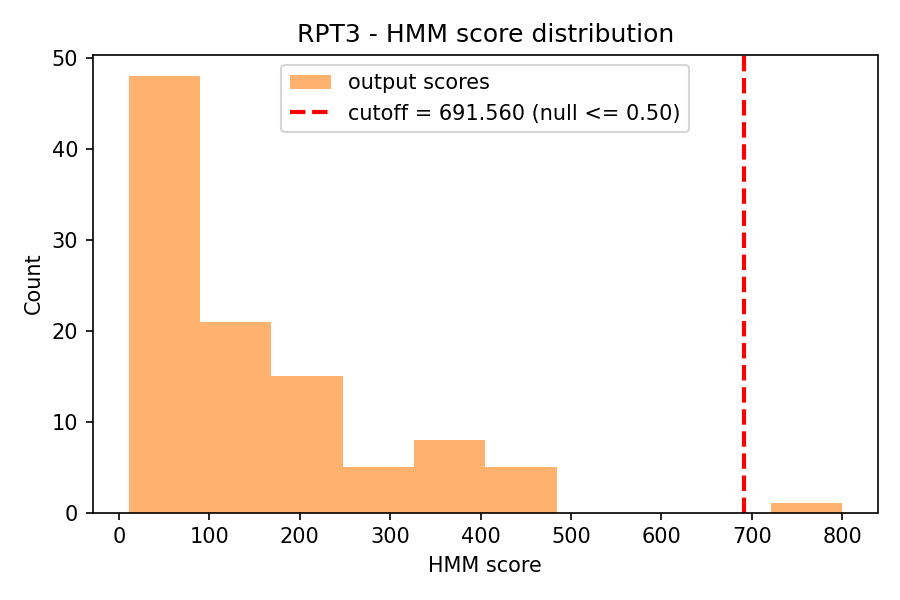 RPT3 - HMM score distribution
output scores
cutoff = 691.560 (null <= 0.50)
50
40
30
20
10
0
Count
0 100 200 300 400 500 600 700 800
HMM score